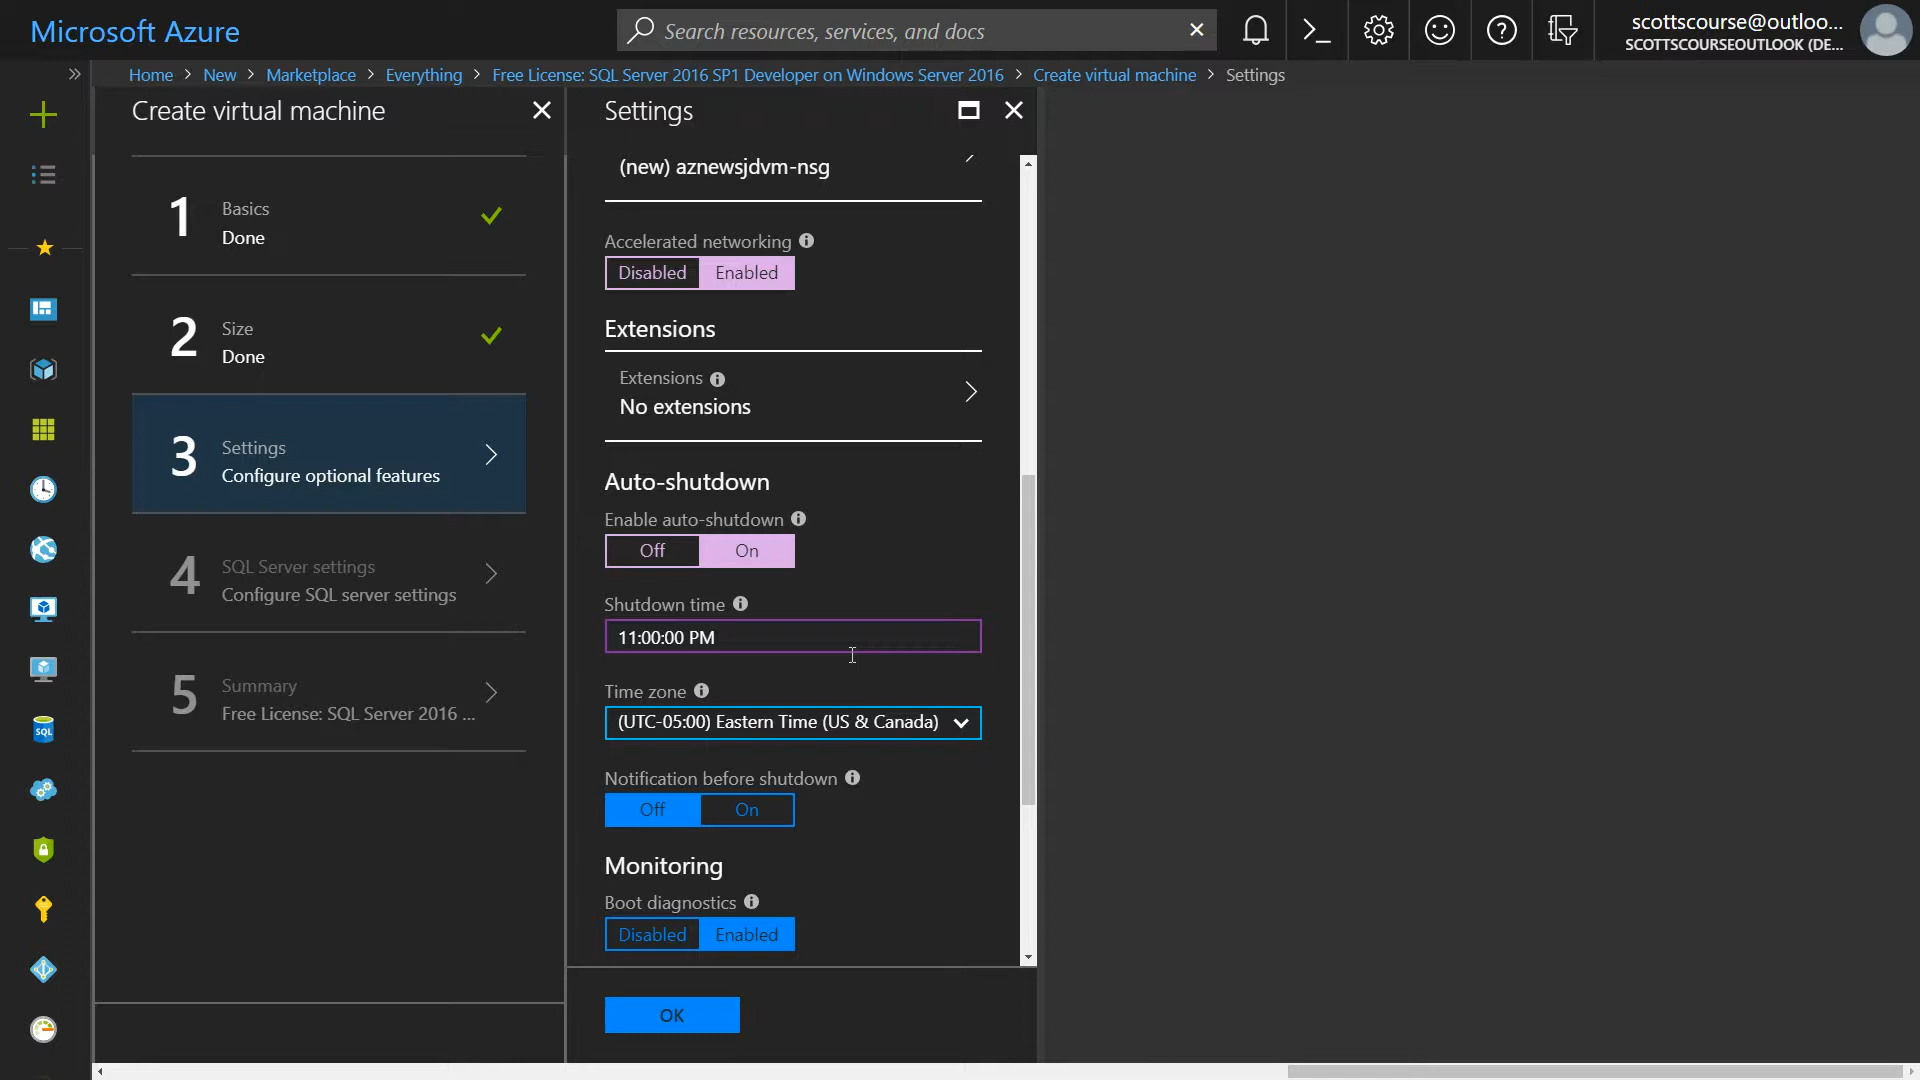 Microsoft Azure
Search resources, services, and docs
scottscourse@outloo...
SCOTTSCOURSEOUTLOOK (DE...
Home > New > Marketplace > Everything > Free License: SQL Server 2016 SP1 Developer on Windows Server 2016 > Create virtual machine > Settings
Create virtual machine
1
Basics
Done
2
Size
Done
3
Settings
Configure optional features
4
SQL Server settings
Configure SQL server settings
5
Summary
Free License: SQL Server 2016 ...
Settings
(new) aznewsjdvm-nsg
Accelerated networking
Disabled Enabled
Extensions
Extensions
No extensions
Auto-shutdown
Enable auto-shutdown
Off On
Shutdown time
11:00:00 PM
Time zone
(UTC-05:00) Eastern Time (US & Canada)
Notification before shutdown
Off On
Monitoring
Boot diagnostics
Disabled Enabled
OK
SQL